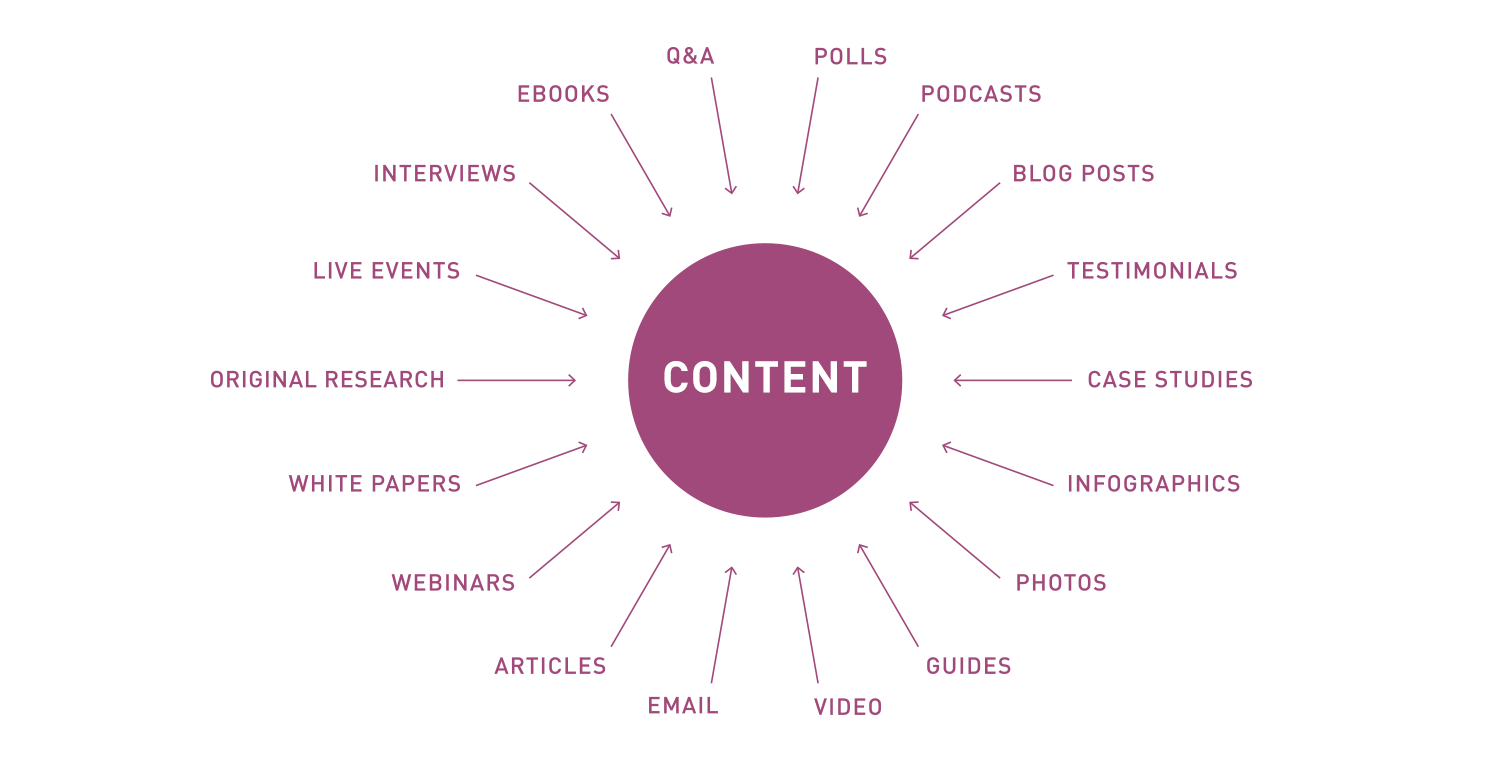 Q&A
POLLS
EBOOKS
PODCASTS
INTERVIEWS
BLOG POSTS
LIVE EVENTS
TESTIMONIALS
CONTENT
ORIGINAL RESEARCH
CASE STUDIES
WHITE PAPERS
INFOGRAPHICS
WEBINARS
PHOTOS
ARTICLES
GUIDES
EMAIL
VIDEO